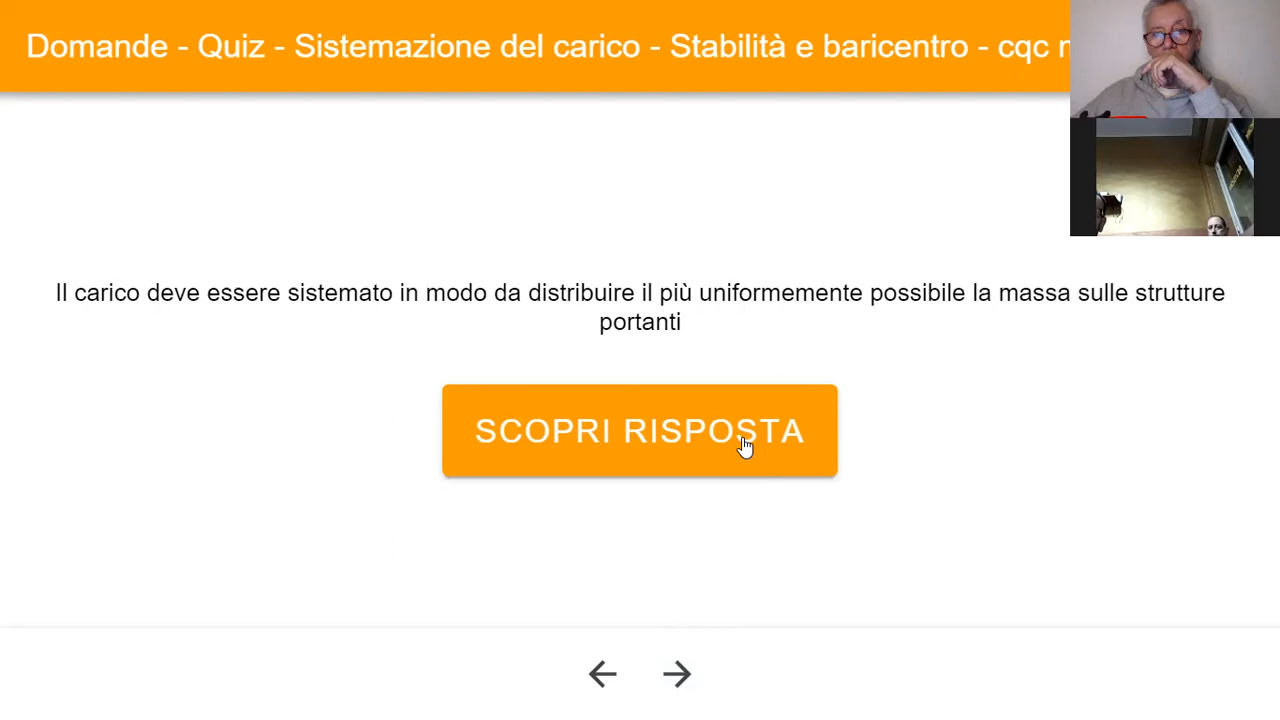 Domande - Quiz - Sistemazione del carico - Stabilità e baricentro - cqc
Il carico deve essere sistemato in modo da distribuire il più uniformemente possibile la massa sulle strutture
portanti
SCOPRI RISPOSTA